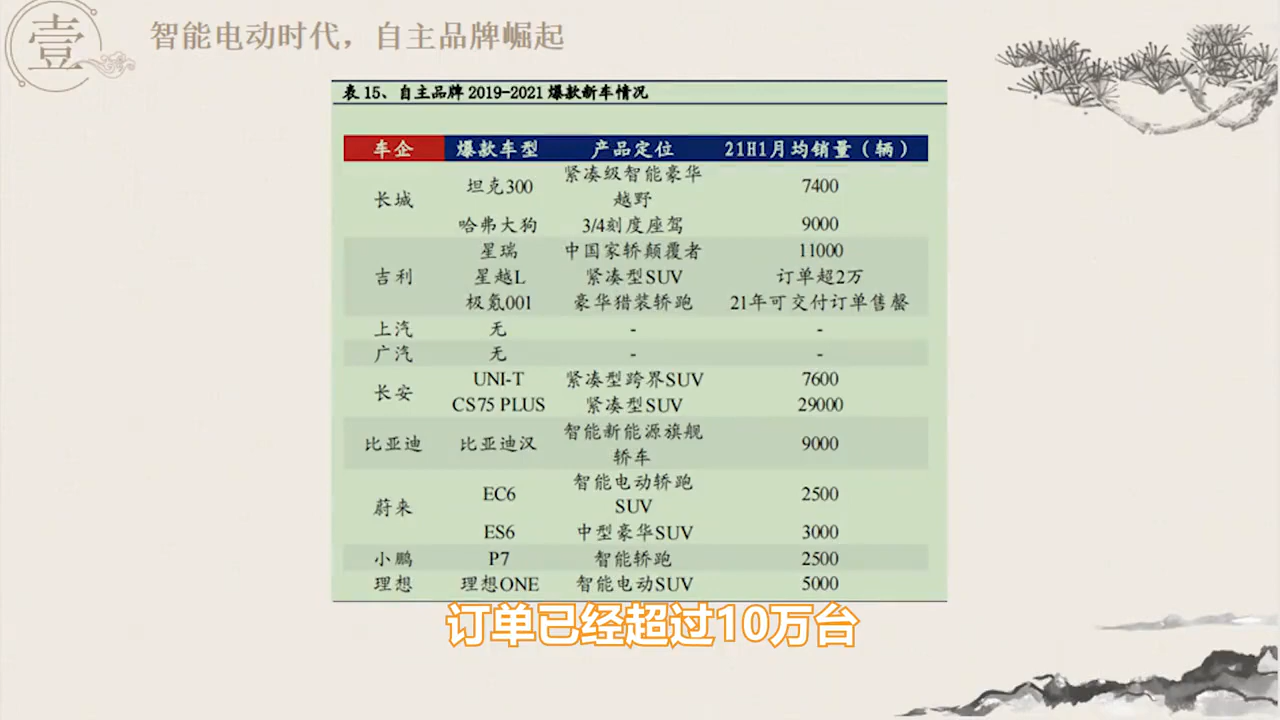 壹
智能电动时代，自主品牌崛起
表 15、自主品牌 2019-2021 爆款新车情况
车企 爆款车型 产品定位 21H1月均销量（辆）
长城 坦克300 紧凑级智能豪华越野 7400
哈弗大狗 3/4刻度座驾 9000
吉利 星瑞 中国家轿颠覆者 11000
星越L 紧凑型SUV 订单超2万
极氪001 豪华猎装轿跑 21年可交付订单售罄
上汽 无 - -
广汽 无 - -
长安 UNI-T 紧凑型跨界SUV 7600
CS75 PLUS 紧凑型SUV 29000
比亚迪 比亚迪汉 智能新能源旗舰轿车 9000
蔚来 EC6 智能电动轿跑SUV 2500
ES6 中型豪华SUV 3000
小鹏 P7 智能轿跑 2500
理想 理想ONE 智能电动SUV 5000
订单已经超过10万台